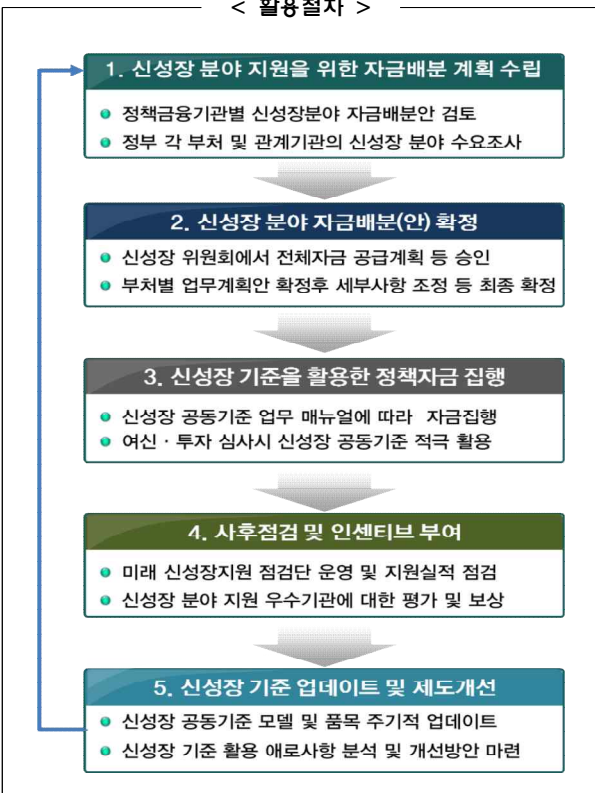 < 활용절차 >
1. 신성장 분야 지원을 위한 자금배분 계획 수립
정책금융기관별 신성장분야 자금배분안 검토
정부 각 부처 및 관계기관의 신성장 분야 수요조사
2. 신성장 분야 자금배분(안) 확정
신성장 위원회에서 전체자금 공급계획 등 승인
부처별 업무계획안 확정후 세부사항 조정 등 최종 확정
3. 신성장 기준을 활용한 정책자금 집행
신성장 공동기준 업무 매뉴얼에 따라 자금집행
여신 · 투자 심사시 신성장 공동기준 적극 활용
4. 사후점검 및 인센티브 부여
미래 신성장지원 점검단 운영 및 지원실적 점검
신성장 분야 지원 우수기관에 대한 평가 및 보상
5. 신성장 기준 업데이트 및 제도개선
신성장 공동기준 모델 및 품목 주기적 업데이트
신성장 기준 활용 애로사항 분석 및 개선방안 마련